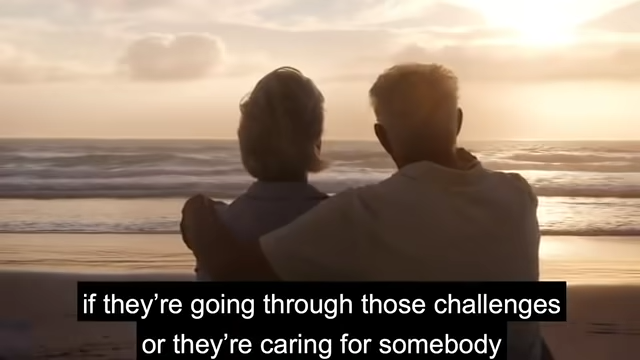 if they're going through those challenges
or they're caring for somebody